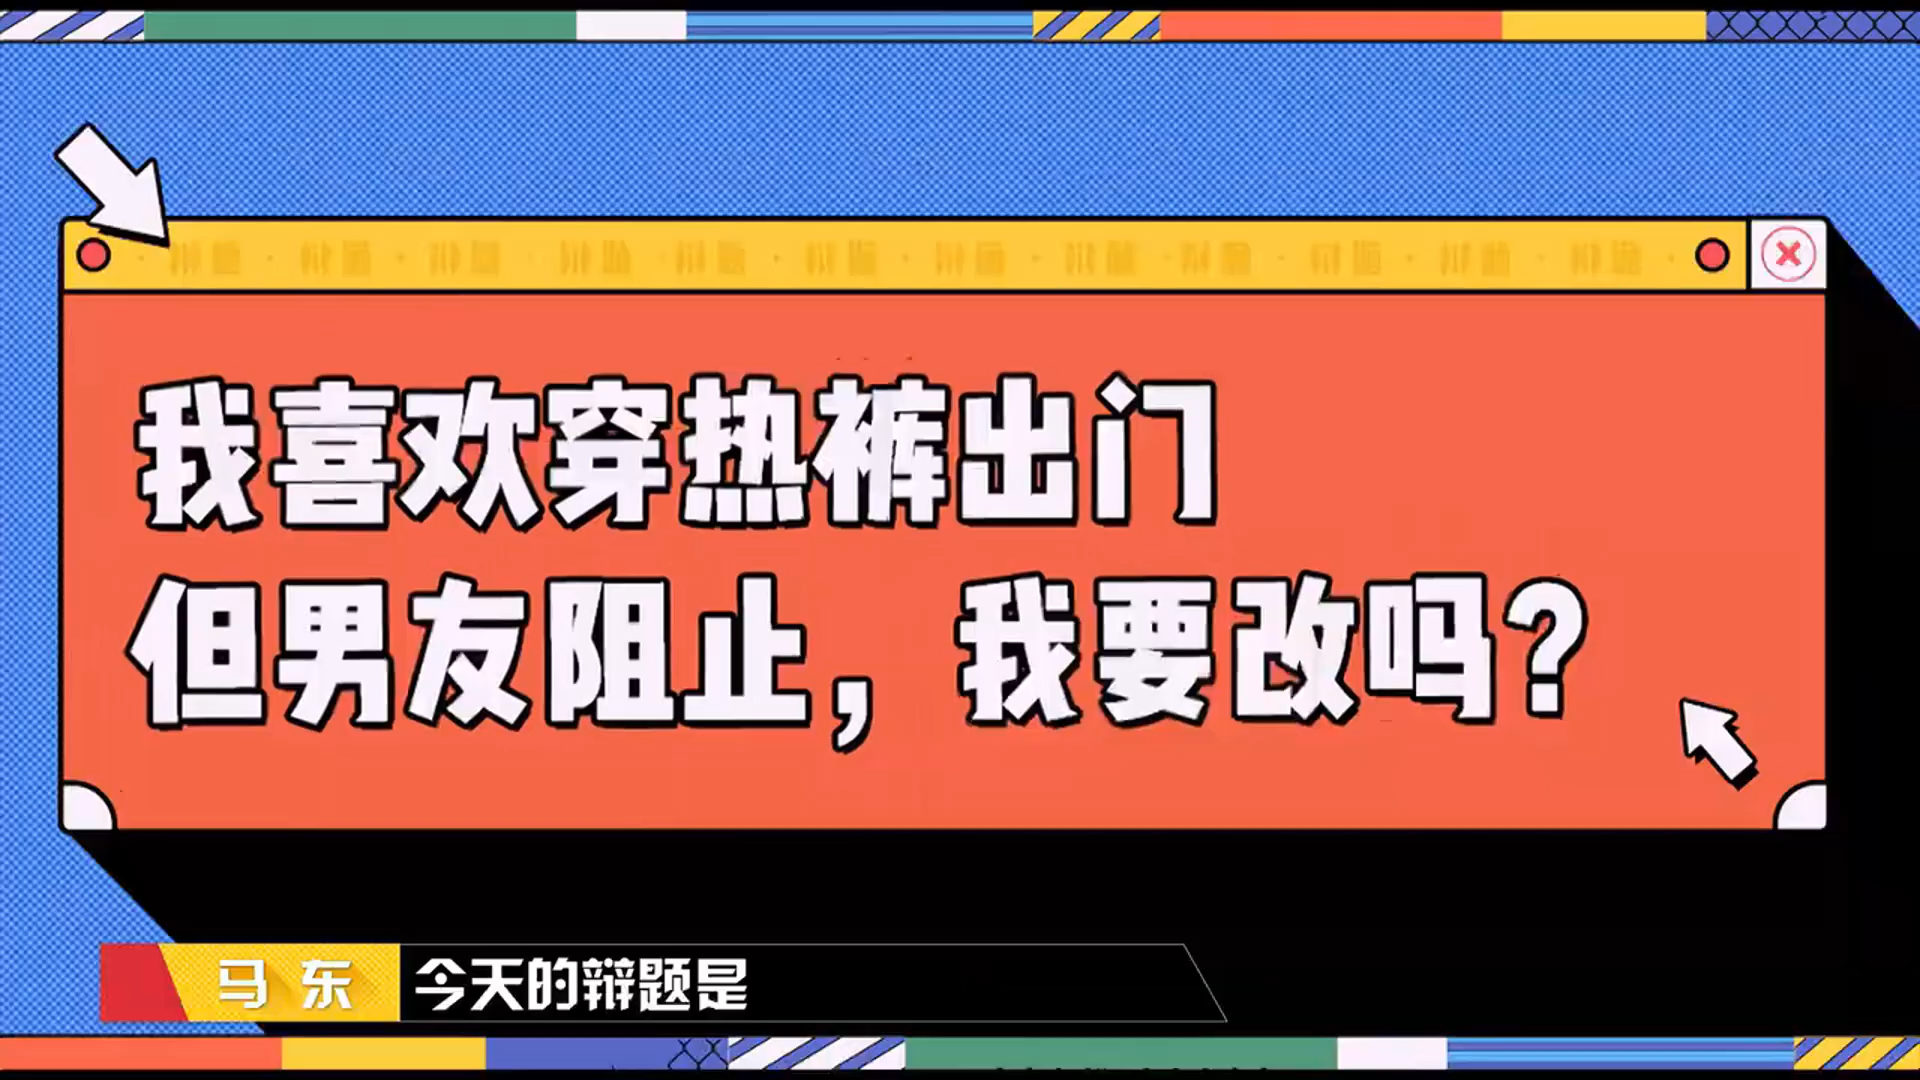 我喜欢穿热裤出门
但男友阻止，我要改吗？
马东 今天的辩题是